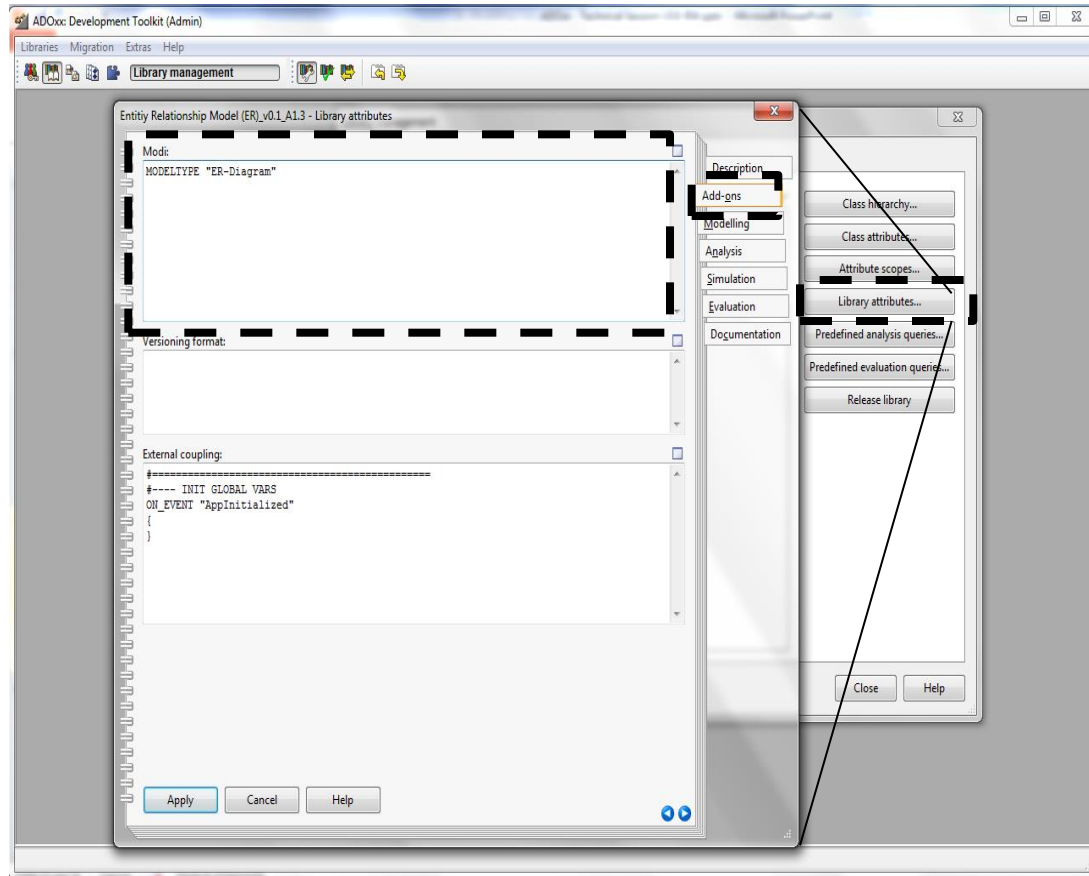 ADOxx: Development Toolkit (Admin)
Libraries Migration Extras Help
Library management
Entitiy Relationship Model (ER)_v0.1_A1.3 - Library attributes
Modi:
MODELTYPE "ER-Diagram"
Versioning format:
External coupling:
#==============================================
#---- INIT GLOBAL VARS
ON_EVENT "AppInitialized"
{
}
Apply Cancel Help
Description
Add-ons
Modelling
Analysis
Simulation
Evaluation
Documentation
Class hierarchy...
Class attributes...
Attribute scopes...
Library attributes...
Predefined analysis queries...
Predefined evaluation queries...
Release library
Close Help